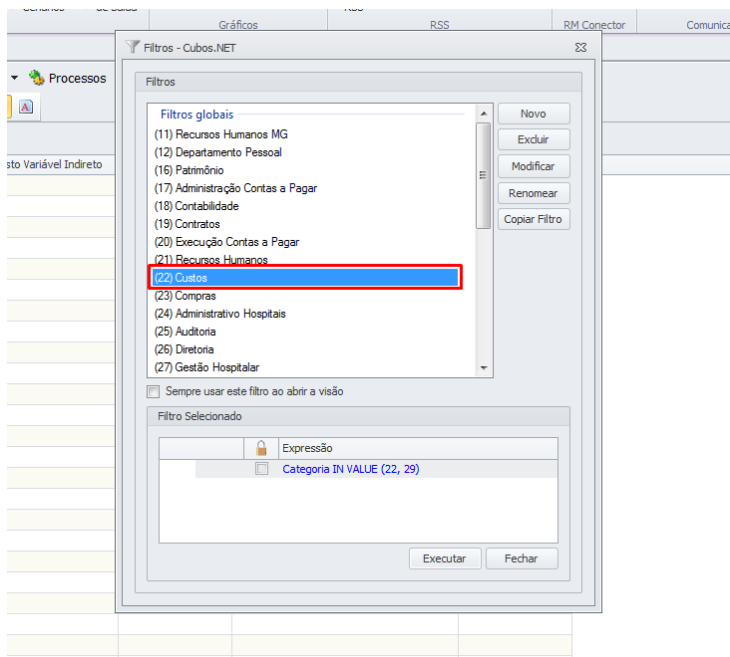 Gráficos RSS RM Conector Comunica
Filtros - Cubos.NET
Processos
Filtros
A
Filtros globais
Novo
(11) Recursos Humanos MG
Excluir
(12) Departamento Pessoal
sto Variável Indireto
(16) Patrimônio
Modificar
(17) Administração Contas a Pagar
Renomear
(18) Contabilidade
(19) Contratos
Copiar Filtro
(20) Execução Contas a Pagar
(21) Recursos Humanos
(22) Custos
(23) Compras
(24) Administrativo Hospitais
(25) Auditoria
(26) Diretoria
(27) Gestão Hospitalar
Sempre usar este filtro ao abrir a visão
Filtro Selecionado
Expressão
Categoria IN VALUE (22, 29)
Executar Fechar